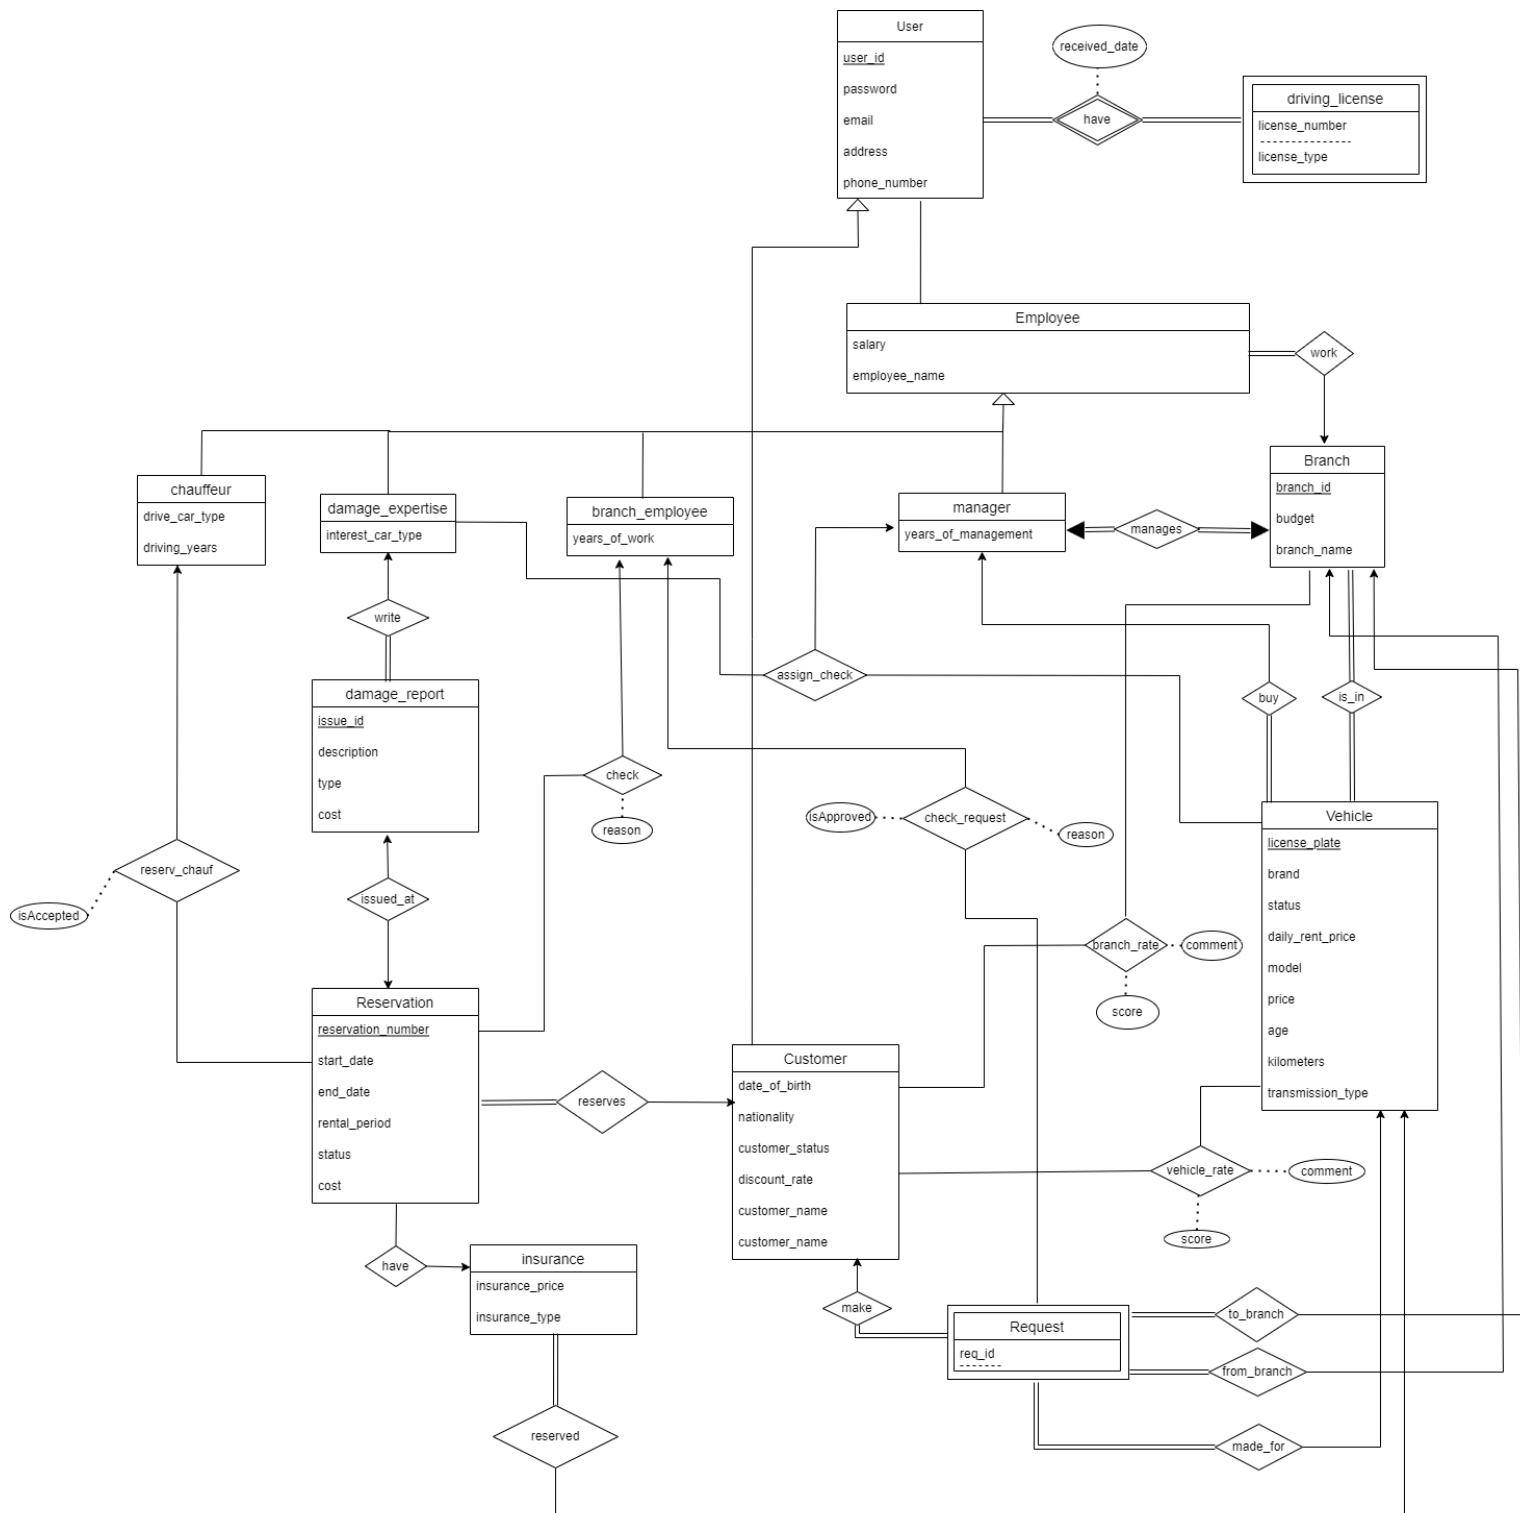 User
user_id
password
email
address
phone_number
received_date
have
driving_license
license_number
license_type
Employee
salary
employee_name
work
Branch
branch_id
budget
branch_name
chauffeur
drive_car_type
driving_years
damage_expertise
interest_car_type
branch_employee
years_of_work
manager
years_of_management
manages
write
assign_check
buy
is_in
damage_report
issue_id
description
type
cost
check
reason
isApproved
check_request
reason
Vehicle
license_plate
brand
status
daily_rent_price
model
price
age
kilometers
transmission_type
reserv_chauf
isAccepted
issued_at
branch_rate
comment
score
Reservation
reservation_number
start_date
end_date
rental_period
status
cost
reserves
Customer
date_of_birth
nationality
customer_status
discount_rate
customer_name
customer_name
vehicle_rate
comment
score
have
insurance
insurance_price
insurance_type
make
Request
req_id
to_branch
from_branch
made_for
reserved